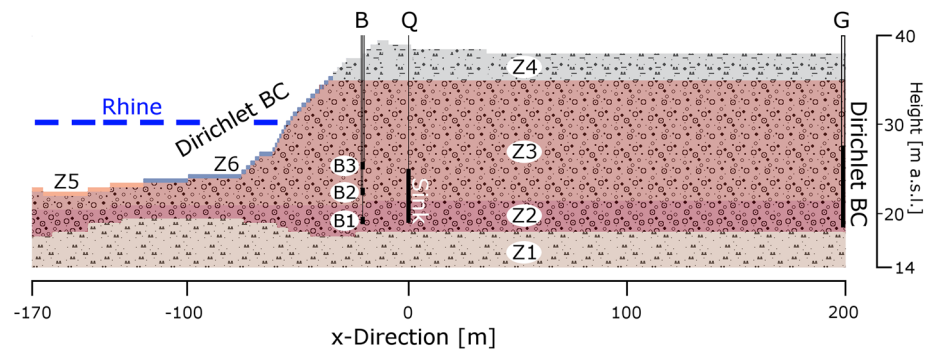 B Q G
40
Z4
Rhine
Dirichlet BC
30
Z3
B3
Z6
Z5
B2
Sink
B1
Z2
20
Z1
14
Dirichlet BC
Height [m a.s.l.]
-170 -100 0 100 200
x-Direction [m]